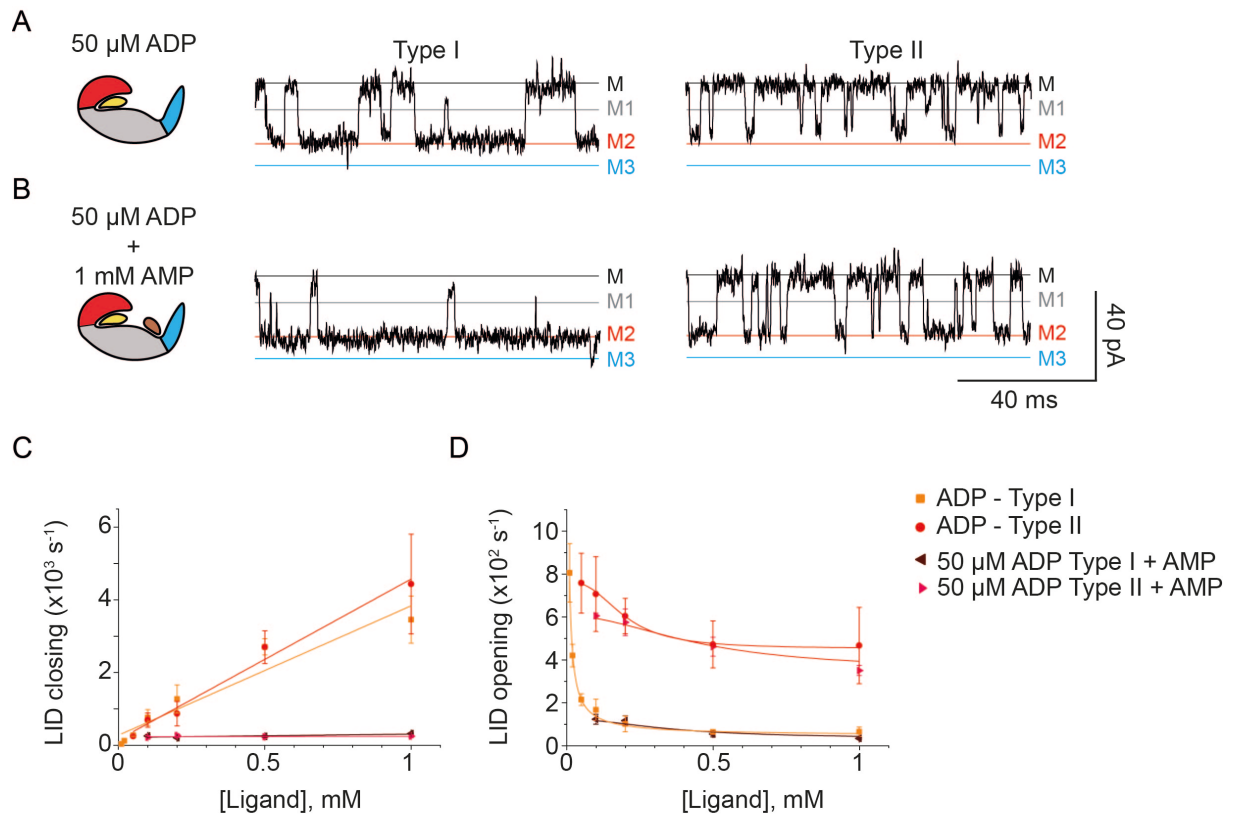 A
50 µM ADP
Type I
Type II
M
M1
M2
M3
M
M1
M2
M3
B
50 µM ADP
+
1 mM AMP
M
M1
M2
M3
M
M1
M2
M3
40 pA
40 ms
C
LID closing (x10³ s⁻¹)
6
4
2
0
0
0.5
1
[Ligand], mM
D
LID opening (x10² s⁻¹)
10
8
6
4
2
0
0
0.5
1
[Ligand], mM
ADP - Type I
ADP - Type II
50 µM ADP Type I + AMP
50 µM ADP Type II + AMP